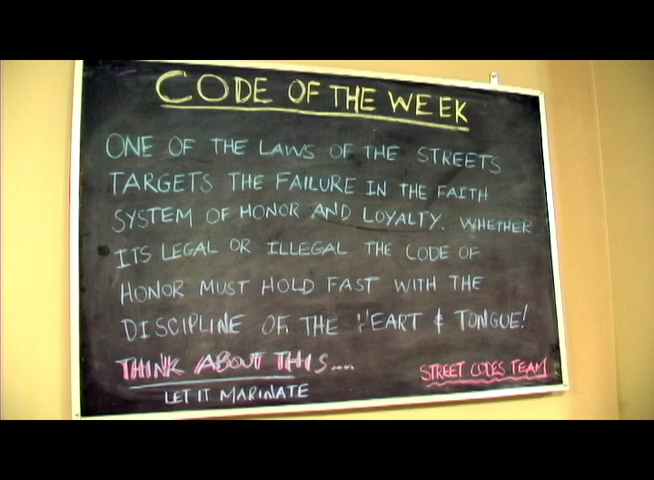 CODE OF THE WEEK
ONE OF THE LAWS OF THE STREETS
TARGETS THE FAILURE IN THE FAITH
SYSTEM OF HONOR AND LOYALTY. WHETHER
ITS LEGAL OR ILLEGAL THE CODE OF
HONOR MUST HOLD FAST WITH THE
DISCIPLINE OF THE HEART & TONGUE!
THINK ABOUT THIS....
STREET CODES TEAM
LET IT MARINATE